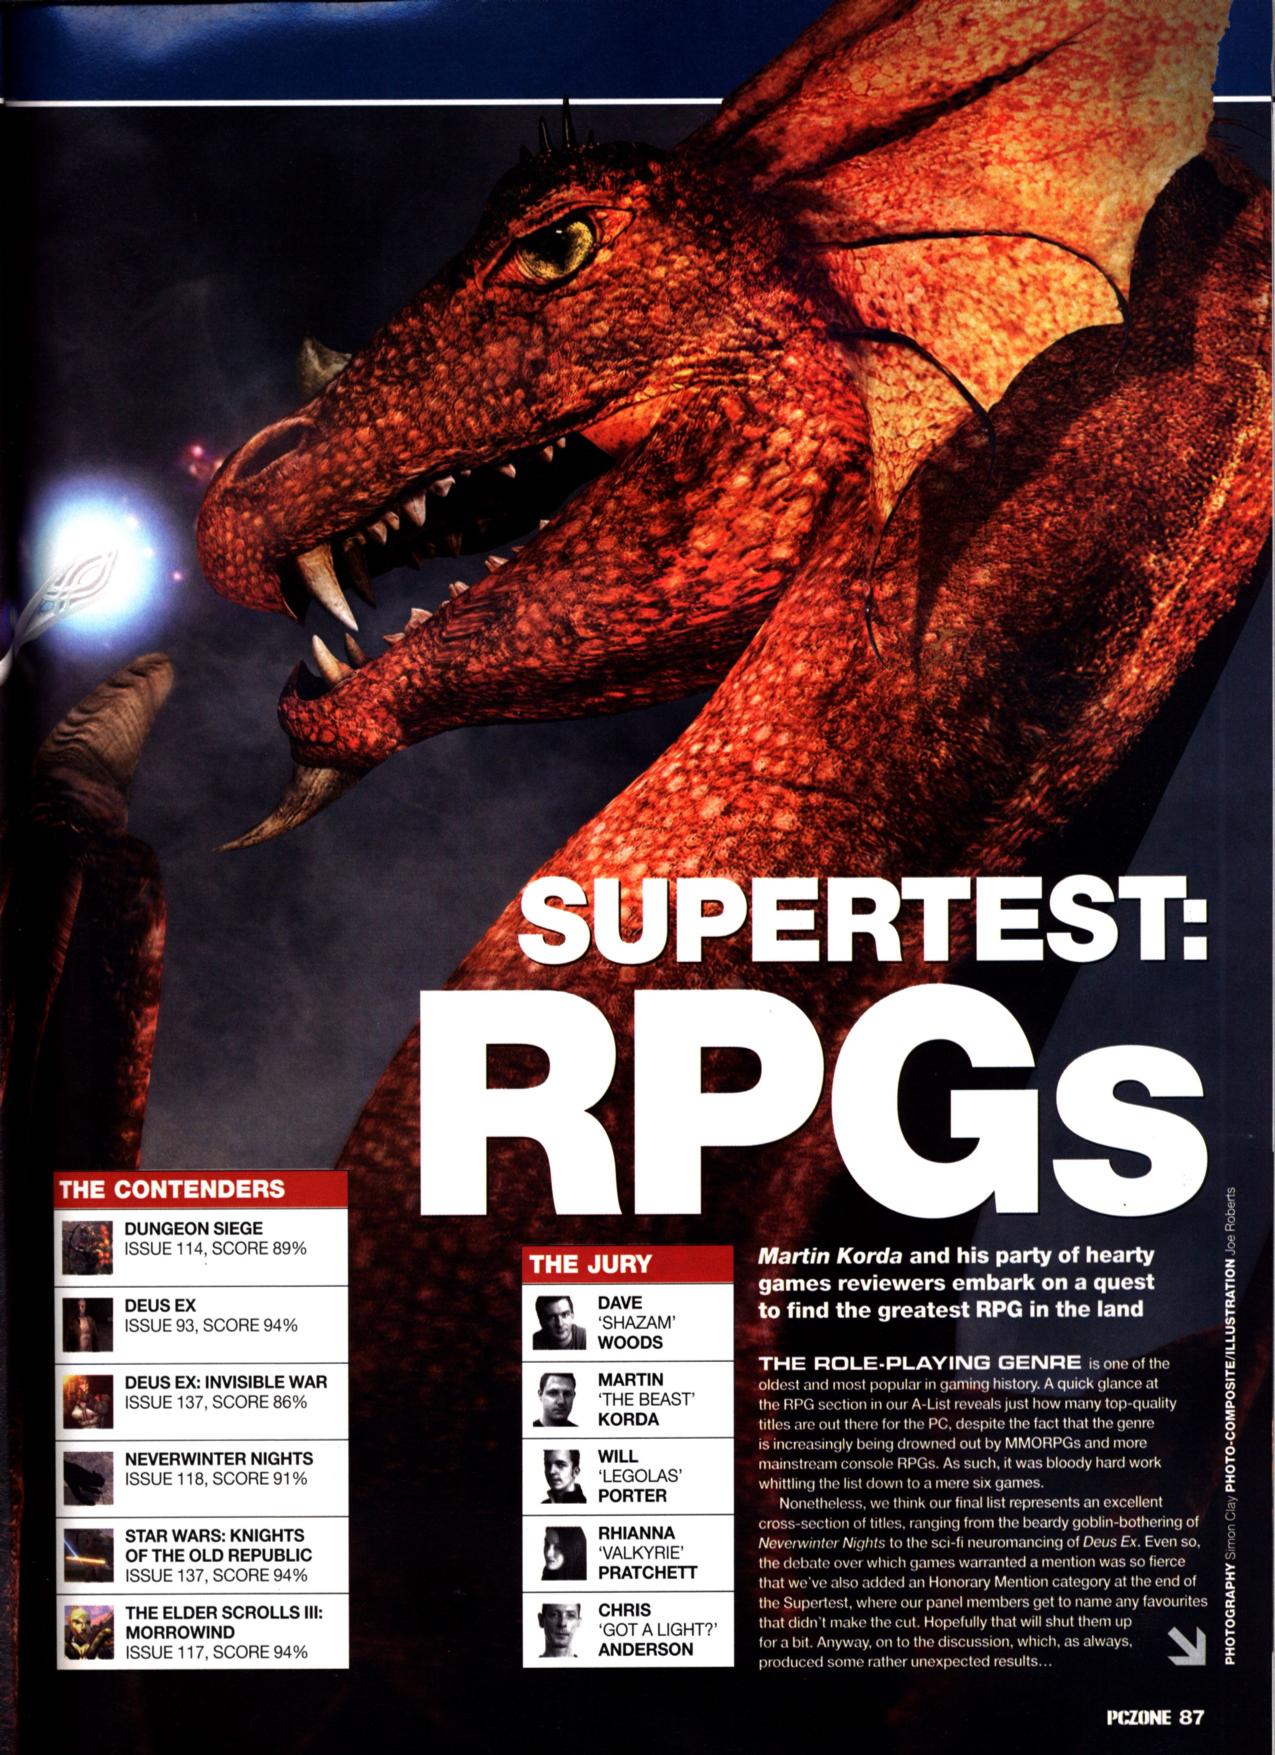 SUPERTEST:
RPGs
THE CONTENDERS
DUNGEON SIEGE
ISSUE 114, SCORE 89%
DEUS EX
ISSUE 93, SCORE 94%
DEUS EX: INVISIBLE WAR
ISSUE 137, SCORE 86%
NEVERWINTER NIGHTS
ISSUE 118, SCORE 91%
STAR WARS: KNIGHTS
OF THE OLD REPUBLIC
ISSUE 137, SCORE 94%
THE ELDER SCROLLS III:
MORROWIND
ISSUE 117, SCORE 94%
THE JURY
DAVE
‘SHAZAM’
WOODS
MARTIN
‘THE BEAST’
KORDA
WILL
‘LEGOLAS’
PORTER
RHIANNA
‘VALKYRIE’
PRATCHETT
CHRIS
‘GOT A LIGHT?’
ANDERSON
Martin Korda and his party of hearty
games reviewers embark on a quest
to find the greatest RPG in the land
THE ROLE-PLAYING GENRE is one of the
oldest and most popular in gaming history. A quick glance at
the RPG section in our A-List reveals just how many top-quality
titles are out there for the PC, despite the fact that the genre
is increasingly being drowned out by MMORPGs and more
mainstream console RPGs. As such, it was bloody hard work
whittling the list down to a mere six games.
Nonetheless, we think our final list represents an excellent
cross-section of titles, ranging from the beardy goblin-bothering of
Neverwinter Nights to the sci-fi neuromancing of Deus Ex. Even so,
the debate over which games warranted a mention was so fierce
that we’ve also added an Honorary Mention category at the end of
the Supertest, where our panel members get to name any favourites
that didn’t make the cut. Hopefully that will shut them up
for a bit. Anyway, on to the discussion, which, as always,
produced some rather unexpected results...
PHOTOGRAPHY Simon Clay PHOTO-COMPOSITE/ILLUSTRATION Joe Roberts
PCZONE 87